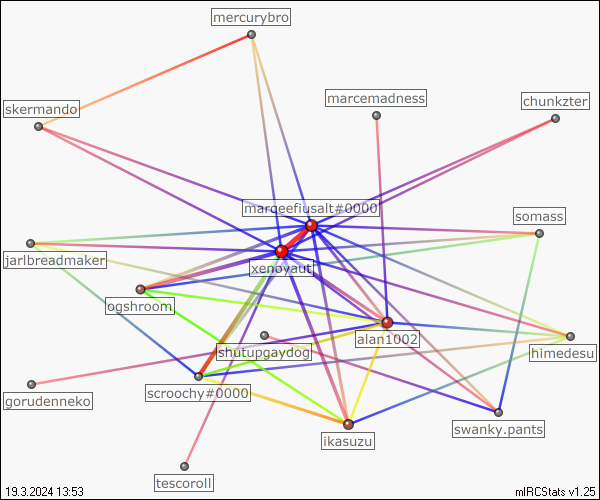 mercurybro
marcemadness
chunkzter
skermando
marqeefiusalt#0000
somass
jarlbreadmaker
xenoyaut
ogshroom
alan1002
shutupgaydog
himedesu
scroochy#0000
gorudenneko
swanky.pants
ikasuzu
tescoroll
19.3.2024 13:53
mIRCStats v1.25